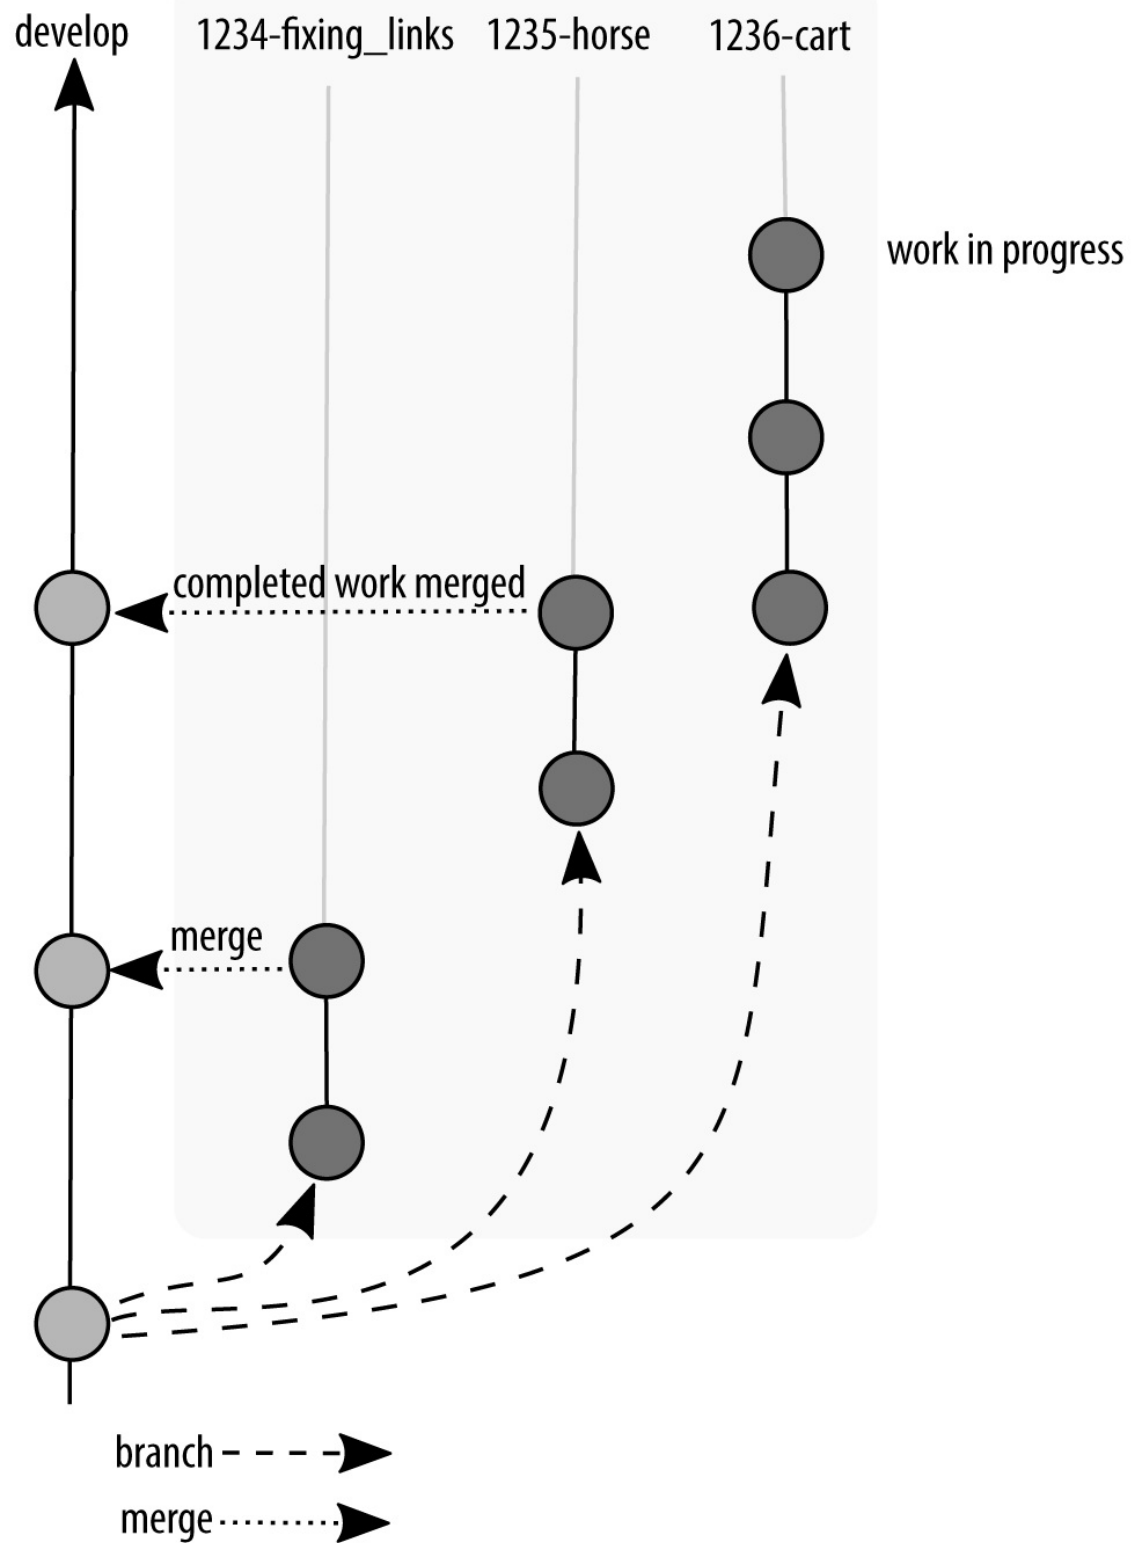 develop
1234-fixing_links
1235-horse
1236-cart
work in progress
completed work merged
merge
branch
merge